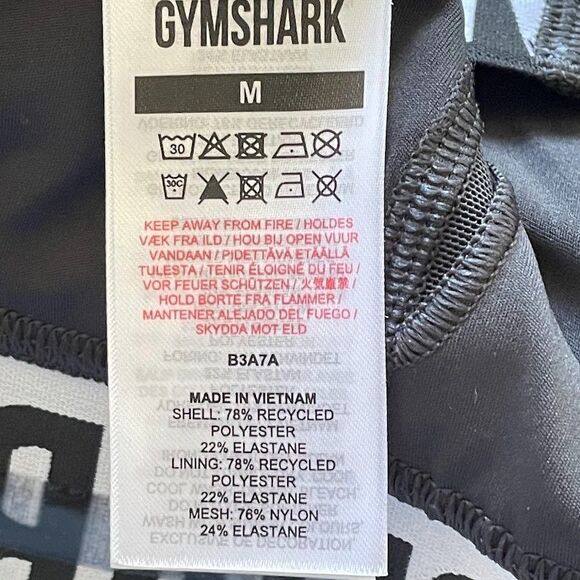 GYMSHARK
M
30
30C
KEEP AWAY FROM FIRE / HOLDES
VÆK FRA ILD / HOU BIJ OPEN VUUR
VANDAAN / PIDETTÄVÄ ETÄÄLLÄ
TULESTA / TENIR ÉLOIGNÉ DU FEU /
VOR FEUER SCHÜTZEN / 火気厳禁 /
HOLD BORTE FRA FLAMMER /
MANTENER ALEJADO DEL FUEGO /
SKYDDA MOT ELD
B3A7A
MADE IN VIETNAM
SHELL: 78% RECYCLED
POLYESTER
22% ELASTANE
LINING: 78% RECYCLED
POLYESTER
22% ELASTANE
MESH: 76% NYLON
24% ELASTANE